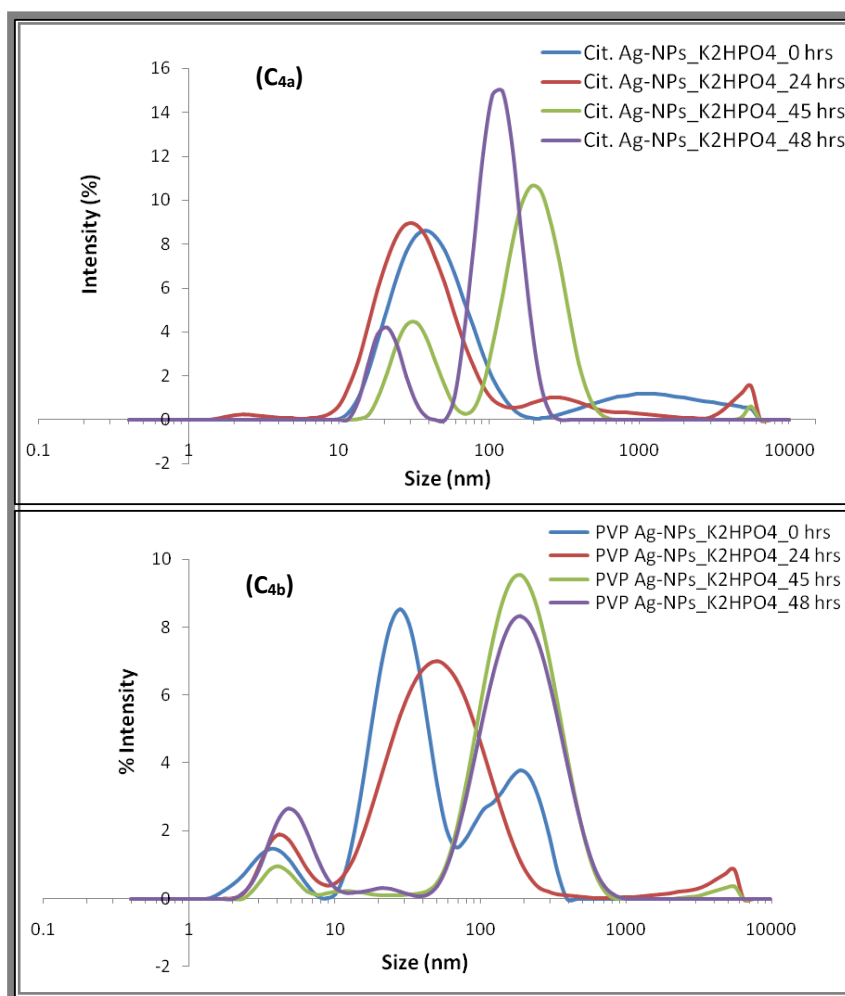 (C4a)
Cit. Ag-NPs_K2HPO4_0 hrs
Cit. Ag-NPs_K2HPO4_24 hrs
Cit. Ag-NPs_K2HPO4_45 hrs
Cit. Ag-NPs_K2HPO4_48 hrs
Intensity (%)
16
14
12
10
8
6
4
2
0
-2
0.1 1 10 100 1000 10000
Size (nm)
(C4b)
PVP Ag-NPs_K2HPO4_0 hrs
PVP Ag-NPs_K2HPO4_24 hrs
PVP Ag-NPs_K2HPO4_45 hrs
PVP Ag-NPs_K2HPO4_48 hrs
% Intensity
10
8
6
4
2
0
-2
0.1 1 10 100 1000 10000
Size (nm)